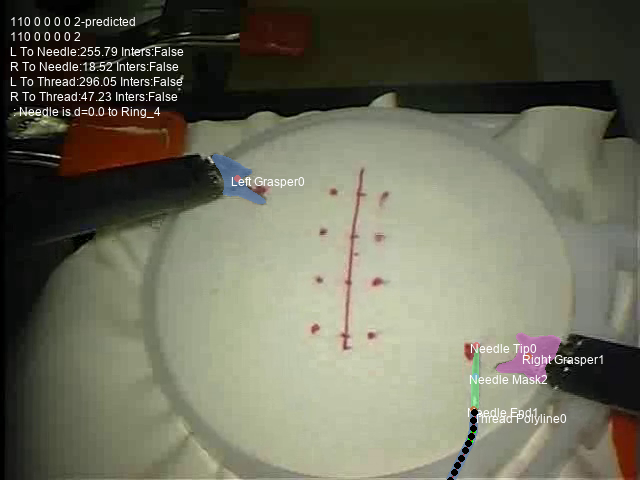 110 0 0 0 0 2-predicted
110 0 0 0 0 2
L To Needle:255.79 Inters:False
R To Needle:18.52 Inters:False
L To Thread:296.05 Inters:False
R To Thread:47.23 Inters:False
: Needle is d=0.0 to Ring_4
Left Grasper0
Needle Tip0
Right Grasper1
Needle Mask2
Needle End1
Thread Polyline0